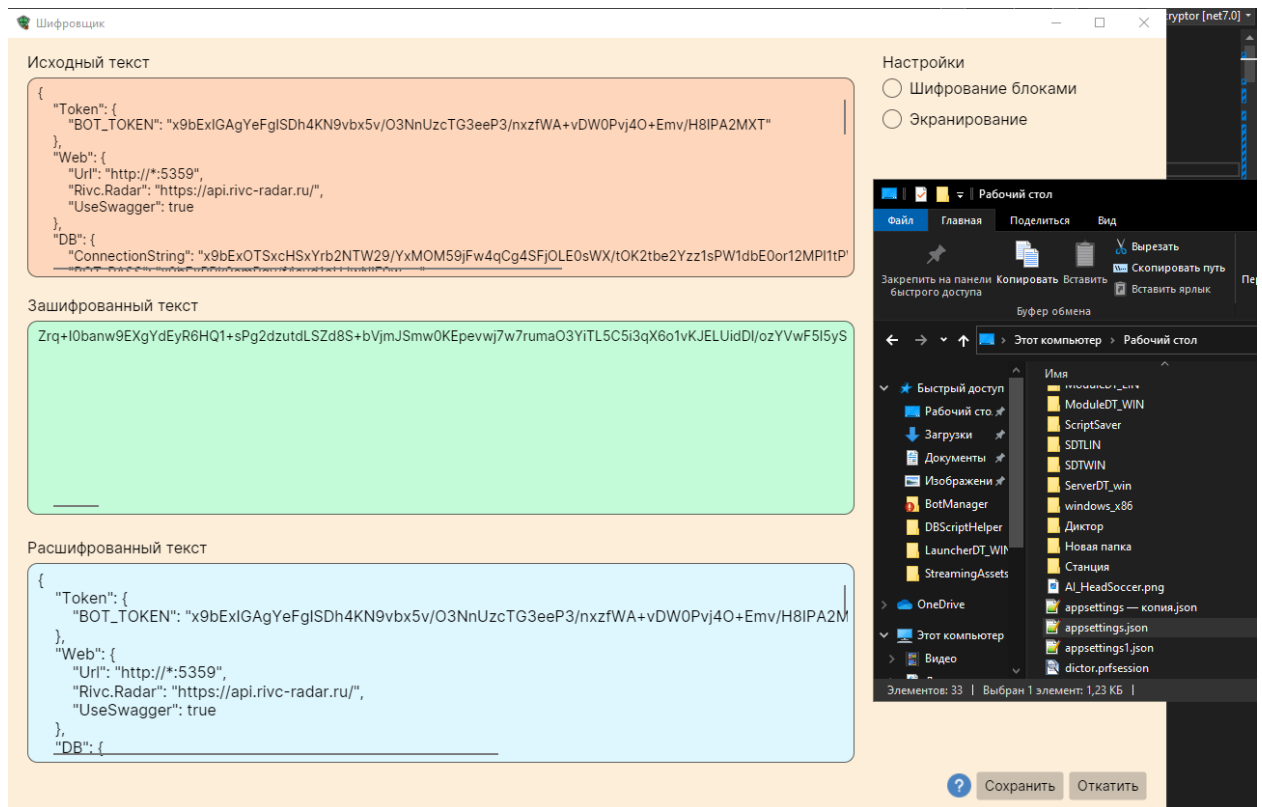 Шифровщик
Исходный текст
{
"Token": {
"BOT_TOKEN": "x9bExIGAgYeFgISDh4KN9vbx5v/O3NnUzcTG3eeP3/nxzfWA+vDW0Pvj4O+Emv/H8IPA2MXT"
},
"Web": {
"Url": "http://*:5359",
"Rivc.Radar": "https://api.rivc-radar.ru/",
"UseSwagger": true
},
"DB": {
"ConnectionString": "x9bExOTSxcHSxYrb2NTW29/YxMOM59jFw4qCg4SFjOLE0sWX/tOK2tbe2Yzz1sPW1dbE0or12MPl1tP
Зашифрованный текст
Zrq+I0banw9EXgYdEyR6HQ1+sPg2dzutdLSZd8S+bVjmJSmw0KEpevwj7w7rumaO3YiTL5C5i3qX6o1vKJELUidDI/ozYVwF5I5yS
Расшифрованный текст
{
"Token": {
"BOT_TOKEN": "x9bExIGAgYeFgISDh4KN9vbx5v/O3NnUzcTG3eeP3/nxzfWA+vDW0Pvj4O+Emv/H8IPA2M
},
"Web": {
"Url": "http://*:5359",
"Rivc.Radar": "https://api.rivc-radar.ru/",
"UseSwagger": true
},
"DB": {
Настройки
Шифрование блоками
Экранирование
? Сохранить Откатить
ryptor [net7.0]
Рабочий стол
Файл Главная Поделиться Вид
Закрепить на панели быстрого доступа
Копировать Вставить
Вырезать
Скопировать путь
Вставить ярлык
Пер
Буфер обмена
Этот компьютер > Рабочий стол
Быстрый доступ
Рабочий сто
Загрузки
Документы
Изображени
BotManager
DBScriptHelper
LauncherDT_WIN
StreamingAssets
OneDrive
Этот компьютер
Видео
Имя
ModuleDT_LIN
ModuleDT_WIN
ScriptSaver
SDTLIN
SDTWIN
ServerDT_win
windows_x86
Диктор
Новая папка
Станция
AI_HeadSoccer.png
appsettings — копия.json
appsettings.json
appsettings1.json
dictor.prfsession
Элементов: 33 | Выбран 1 элемент: 1,23 КБ |